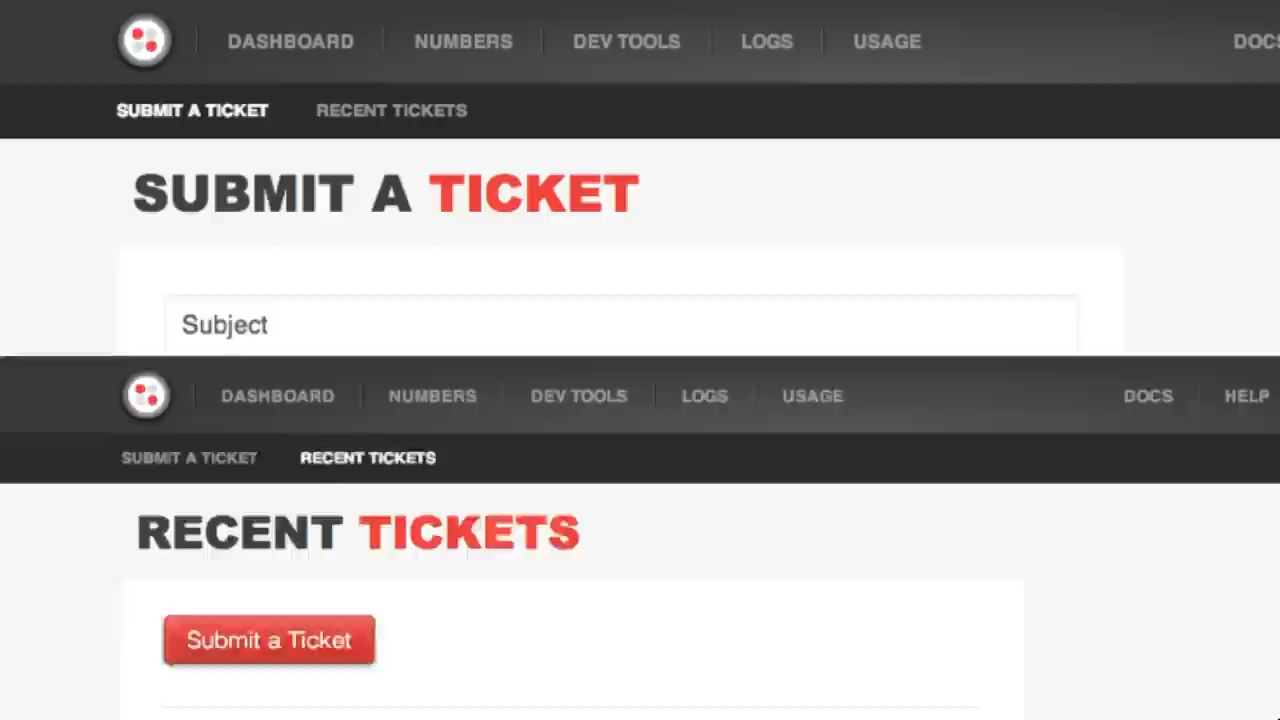 DASHBOARD NUMBERS DEV TOOLS LOGS USAGE
SUBMIT A TICKET RECENT TICKETS
SUBMIT A TICKET
Subject
DASHBOARD NUMBERS DEV TOOLS LOGS USAGE DOCS HELP
SUBMIT A TICKET RECENT TICKETS
RECENT TICKETS
Submit a Ticket